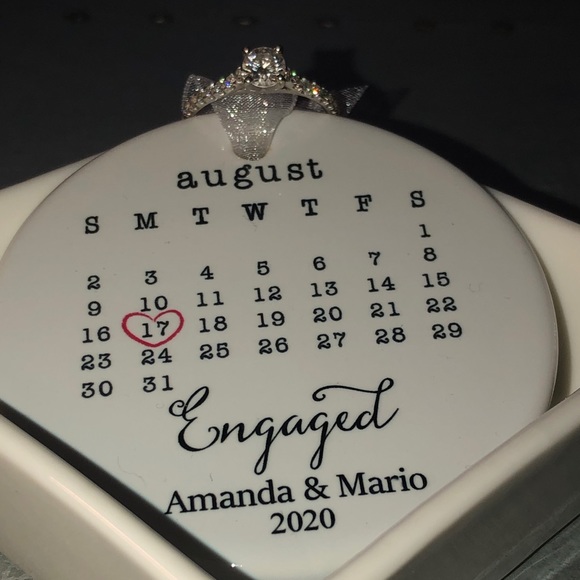 august
S M T W T F S
1
2 3 4 5 6 7 8
9 10 11 12 13 14 15
16 17 18 19 20 21 22
23 24 25 26 27 28 29
30 31
Engaged
Amanda & Mario
2020